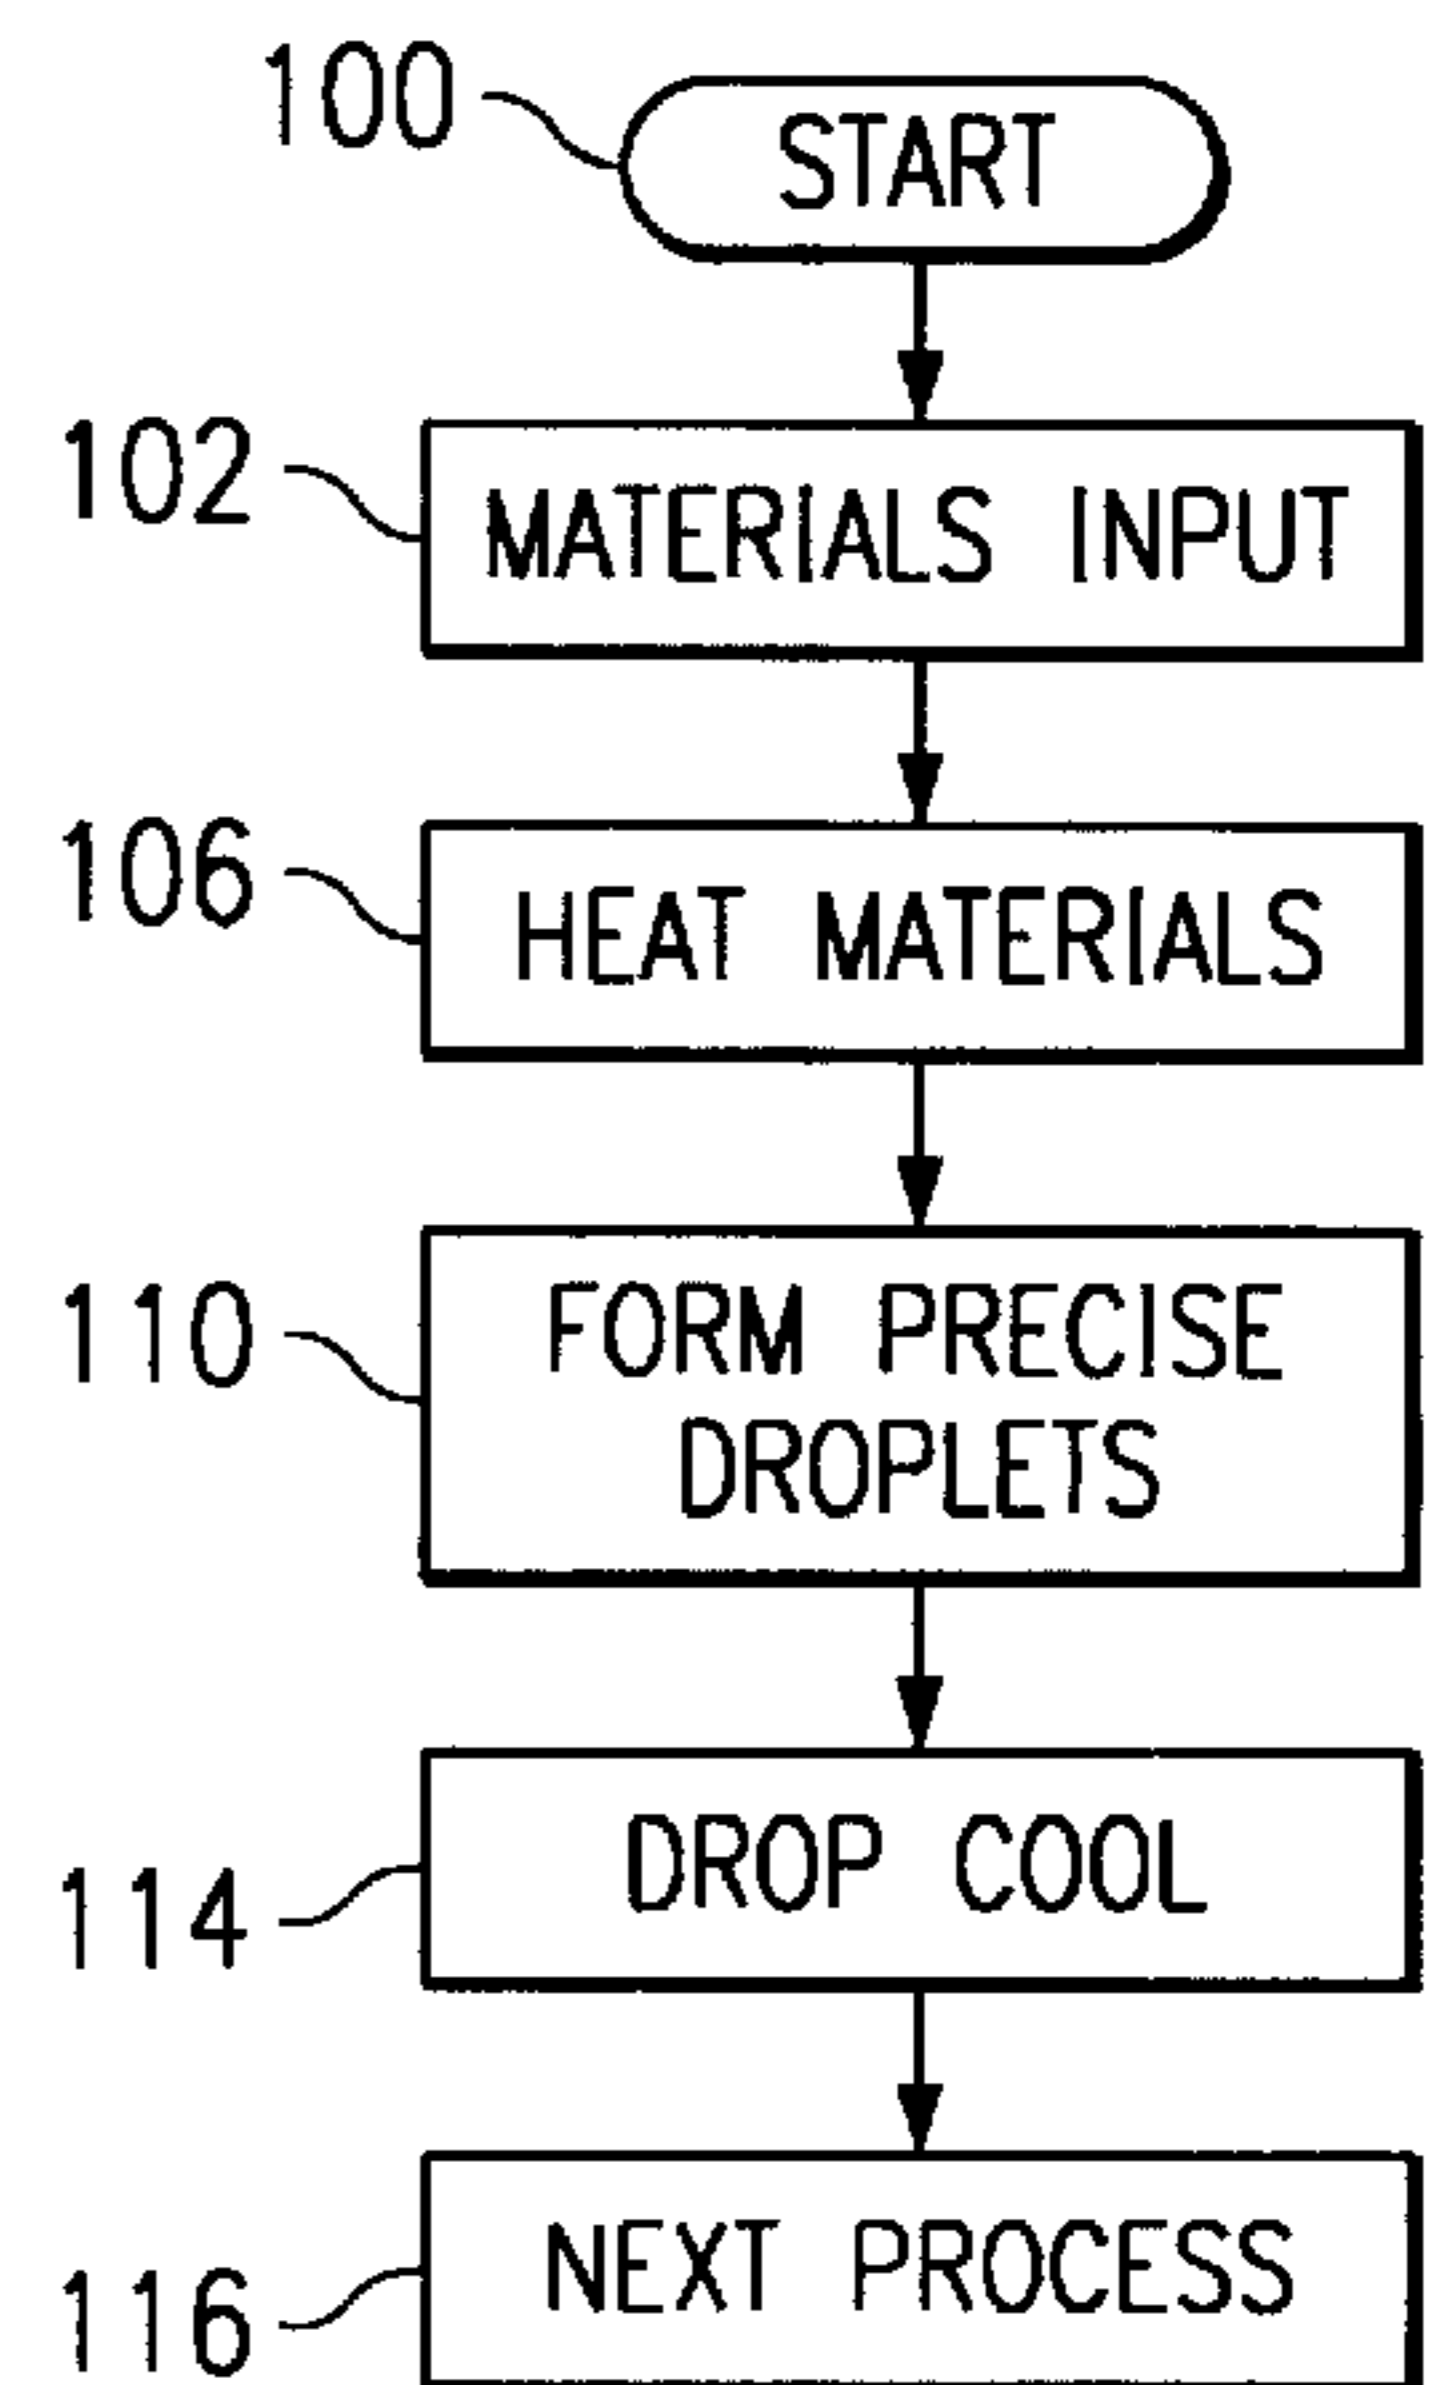 100
START
102
MATERIALS INPUT
106
HEAT MATERIALS
110
FORM PRECISE
DROPLETS
114
DROP COOL
116
NEXT PROCESS